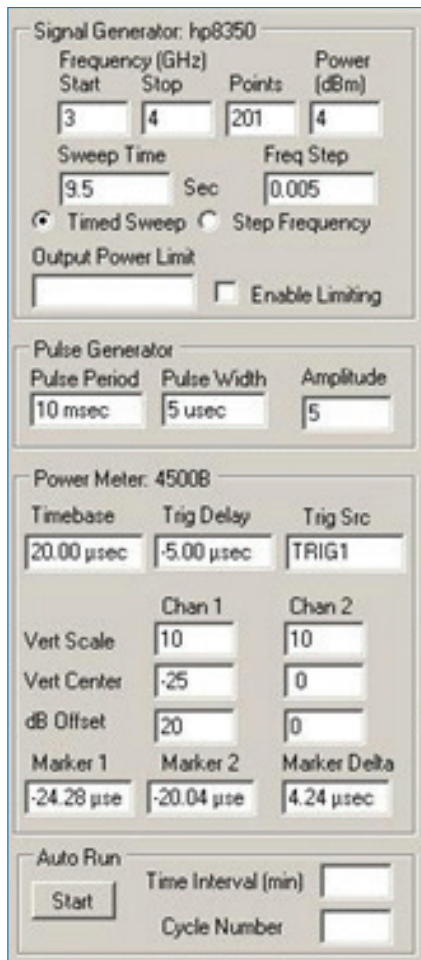 Signal Generator: hp8350
Frequency (GHz) Power
Start Stop Points (dBm)
3 4 201 4
Sweep Time Freq Step
9.5 Sec 0.005
Timed Sweep Step Frequency
Output Power Limit
Enable Limiting
Pulse Generator
Pulse Period Pulse Width Amplitude
10 msec 5 usec 5
Power Meter: 4500B
Timebase Trig Delay Trig Src
20.00 µsec -5.00 µsec TRIG1
Chan 1 Chan 2
Vert Scale 10 10
Vert Center -25 0
dB Offset 20 0
Marker 1 Marker 2 Marker Delta
-24.28 µse -20.04 µse 4.24 µsec
Auto Run
Start Time Interval (min)
Cycle Number